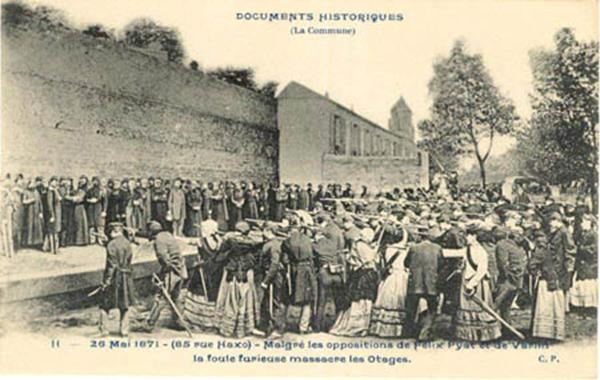 DOCUMENTS HISTORIQUES
(La Commune)
11 — 26 Mai 1871 - (85 rue Haxo) - Malgré les oppositions de Félix Pyat et de Varlin
la foule furieuse massacre les Otages.
C. P.